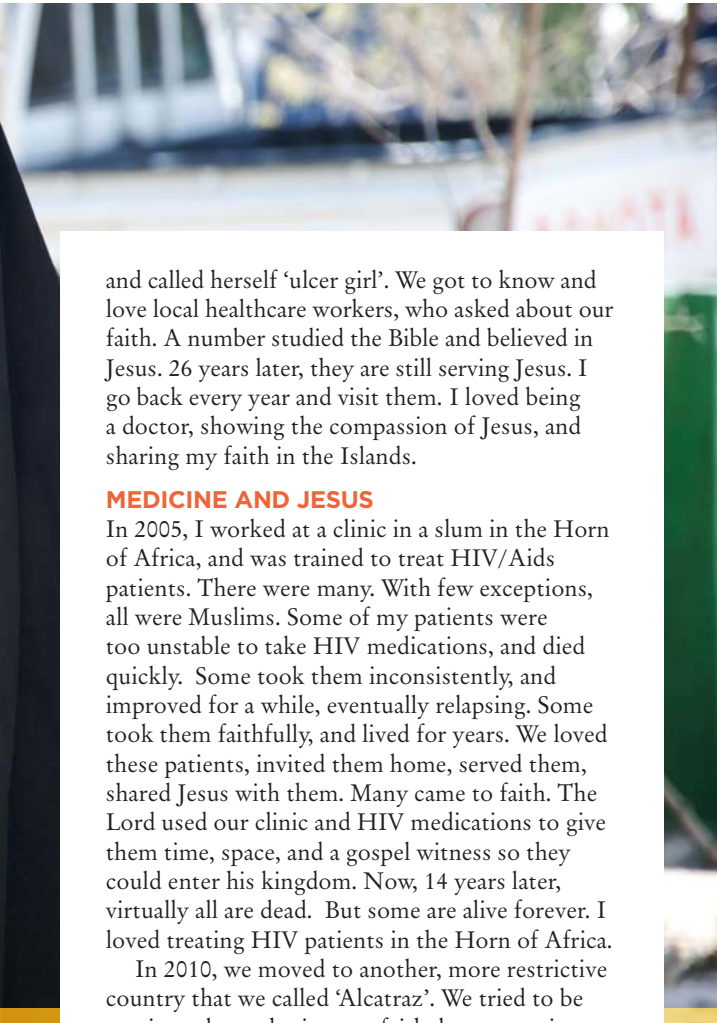 and called herself ‘ulcer girl’. We got to know and
love local healthcare workers, who asked about our
faith. A number studied the Bible and believed in
Jesus. 26 years later, they are still serving Jesus. I
go back every year and visit them. I loved being
a doctor, showing the compassion of Jesus, and
sharing my faith in the Islands.
MEDICINE AND JESUS
In 2005, I worked at a clinic in a slum in the Horn
of Africa, and was trained to treat HIV/Aids
patients. There were many. With few exceptions,
all were Muslims. Some of my patients were
too unstable to take HIV medications, and died
quickly.  Some took them inconsistently, and
improved for a while, eventually relapsing. Some
took them faithfully, and lived for years. We loved
these patients, invited them home, served them,
shared Jesus with them. Many came to faith. The
Lord used our clinic and HIV medications to give
them time, space, and a gospel witness so they
could enter his kingdom. Now, 14 years later,
virtually all are dead.  But some are alive forever. I
loved treating HIV patients in the Horn of Africa.
In 2010, we moved to another, more restrictive
country that we called ‘Alcatraz’. We tried to be